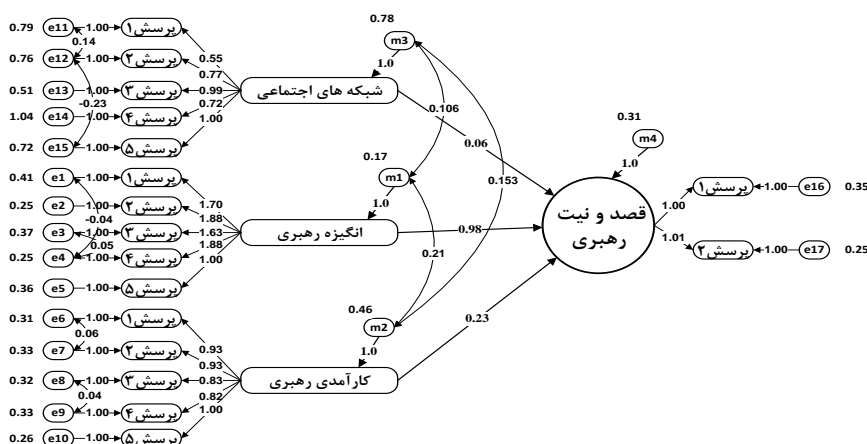 0.79 e11 1.00 پرسش۱
0.14
0.76 e12 1.00 پرسش۲
0.51 e13 1.00 پرسش۳
-0.23
1.04 e14 1.00 پرسش۴
0.72 e15 1.00 پرسش۵
0.55
0.77
0.99
0.72
1.00
شبکه های اجتماعی
0.78
m3
1.0
0.106
0.06
0.153
0.41 e1 1.00 پرسش۱
0.25 e2 1.00 پرسش۲
-0.04
0.37 e3 1.00 پرسش۳
0.05
0.25 e4 1.00 پرسش۴
0.36 e5 1.00 پرسش۵
1.70
1.88
1.63
1.88
1.00
انگیزه رهبری
0.17
m1
1.0
0.98
0.21
0.31 e6 1.00 پرسش۱
0.06
0.33 e7 1.00 پرسش۲
0.32 e8 1.00 پرسش۳
0.04
0.33 e9 1.00 پرسش۴
0.26 e10 1.00 پرسش۵
0.93
0.93
0.83
0.82
1.00
کارآمدی رهبری
0.46
m2
1.0
0.23
0.31
m4
1.0
قصد و نیت
رهبری
1.00
1.01
پرسش۱ 1.00 e16 0.35
پرسش۲ 1.00 e17 0.25